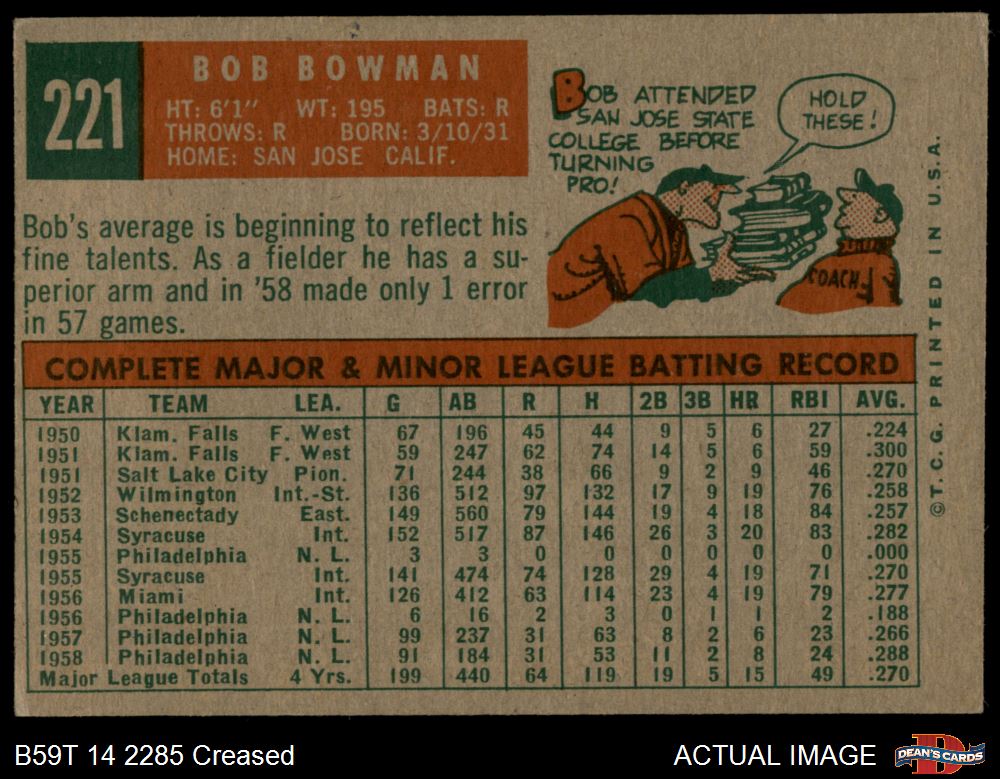 221
BOB BOWMAN
HT: 6'1" WT: 195 BATS: R
THROWS: R BORN: 3/10/31
HOME: SAN JOSE CALIF.
BOB ATTENDED
SAN JOSE STATE
COLLEGE BEFORE
TURNING
PRO!
HOLD
THESE!
COACH
Bob's average is beginning to reflect his
fine talents. As a fielder he has a su-
perior arm and in '58 made only 1 error
in 57 games.
COMPLETE MAJOR & MINOR LEAGUE BATTING RECORD
YEAR TEAM LEA. G AB R H 2B 3B HR RBI AVG.
1950 Klam. Falls F. West 67 196 45 44 9 5 6 27 .224
1951 Klam. Falls F. West 59 247 62 74 14 5 6 59 .300
1951 Salt Lake City Pion. 71 244 38 66 9 2 9 46 .270
1952 Wilmington Int.-St. 136 512 97 132 17 9 19 76 .258
1953 Schenectady East. 149 560 79 144 19 4 18 84 .257
1954 Syracuse Int. 152 517 87 146 26 3 20 83 .282
1955 Philadelphia N. L. 3 3 0 0 0 0 0 0 .000
1955 Syracuse Int. 141 474 74 128 29 4 19 71 .270
1956 Miami Int. 126 412 63 114 23 4 19 79 .277
1956 Philadelphia N. L. 6 16 2 3 0 1 1 2 .188
1957 Philadelphia N. L. 99 237 31 63 8 2 6 23 .266
1958 Philadelphia N. L. 91 184 31 53 11 2 8 24 .288
Major League Totals 4 Yrs. 199 440 64 119 19 5 15 49 .270
©T.C.G. PRINTED IN U.S.A.
B59T 14 2285 Creased
ACTUAL IMAGE
D
DEAN'S CARDS